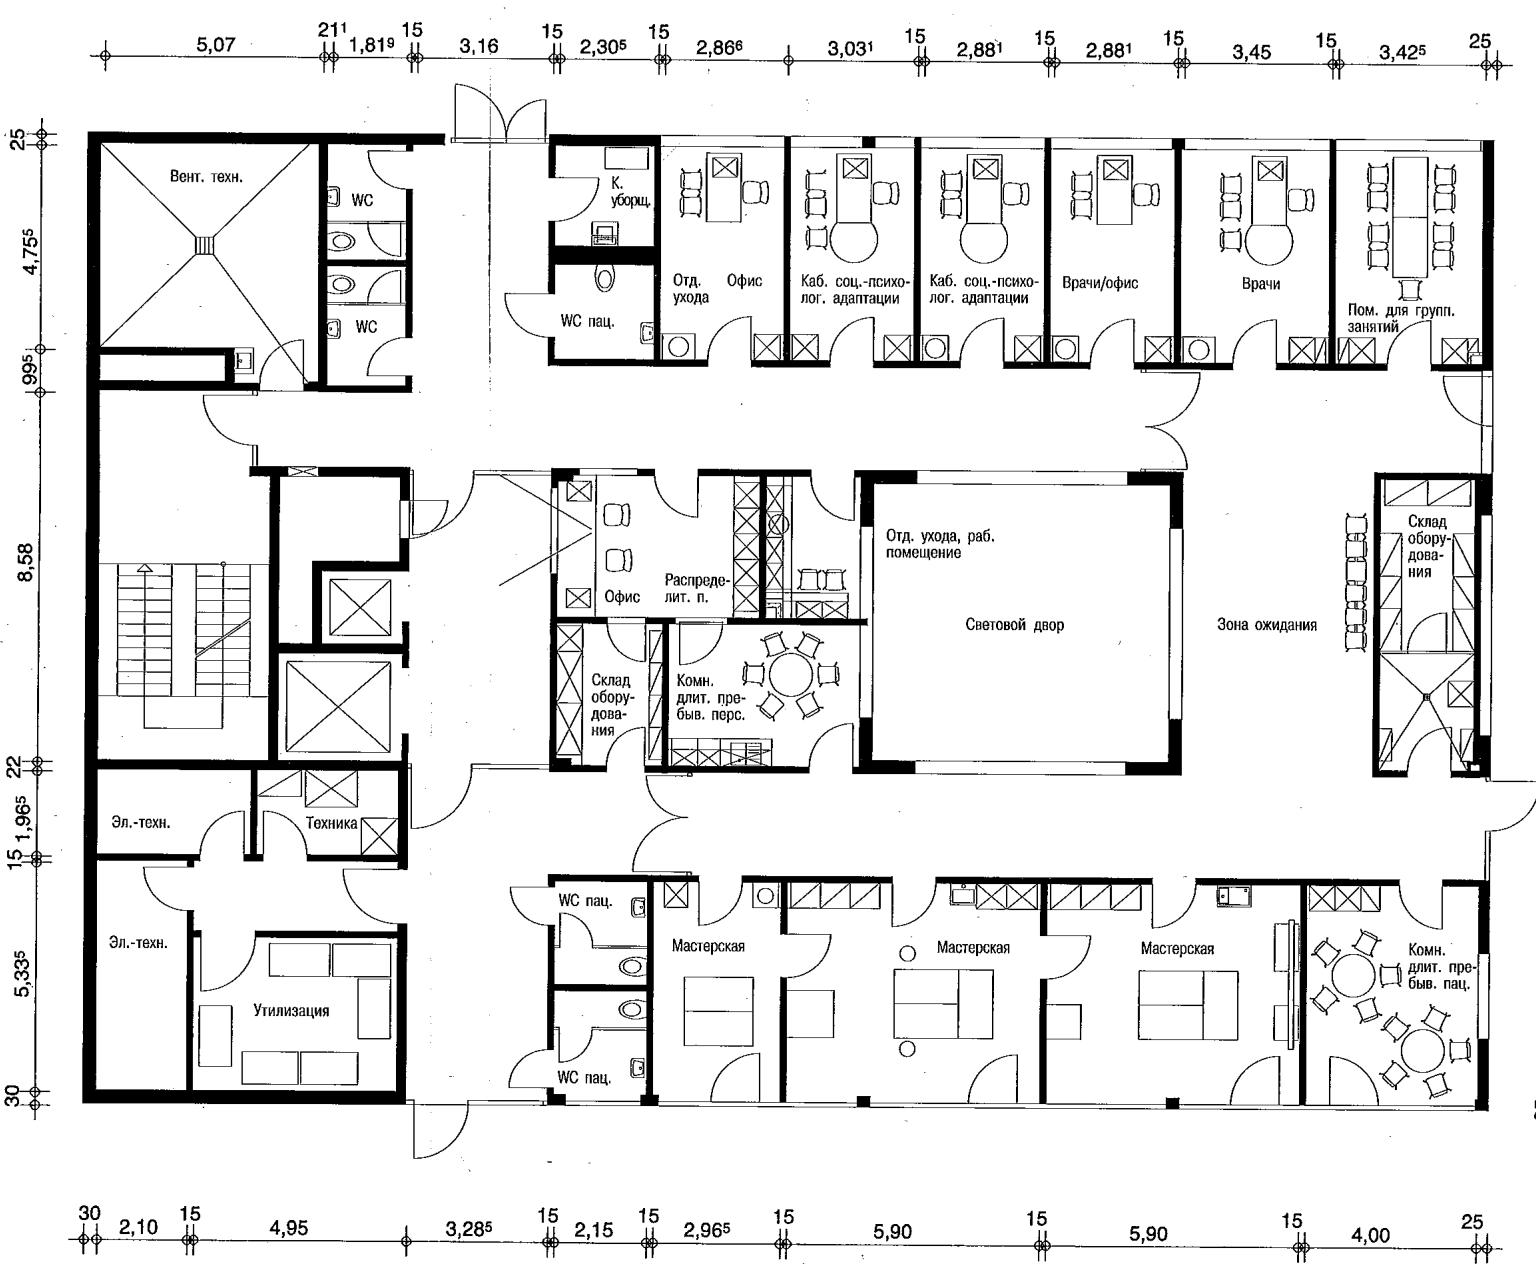 5,07
21¹
1,81⁹
15
3,16
15
2,30⁵
15
2,86⁶
3,03¹
15
2,88¹
15
2,88¹
15
3,45
15
3,42⁵
25
25
4,75⁵
99⁵
8,58
22
1,96⁵
15
5,33⁵
30
Вент. техн.
WC
WC
К.
уборщ.
WC пац.
Отд.
ухода
Офис
Каб. соц.-психо-
лог. адаптации
Каб. соц.-психо-
лог. адаптации
Врачи/офис
Врачи
Пом. для групп.
занятий
Офис
Распреде-
лит. п.
Отд. ухода, раб.
помещение
Световой двор
Зона ожидания
Склад
обору-
дова-
ния
Склад
обору-
дова-
ния
Комн.
длит. пре-
быв. перс.
Эл.-техн.
Техника
Эл.-техн.
Утилизация
WC пац.
WC пац.
Мастерская
Мастерская
Мастерская
Комн.
длит. пре-
быв. пац.
30
2,10
15
4,95
3,28⁵
15
2,15
15
2,96⁵
15
5,90
15
5,90
15
4,00
25